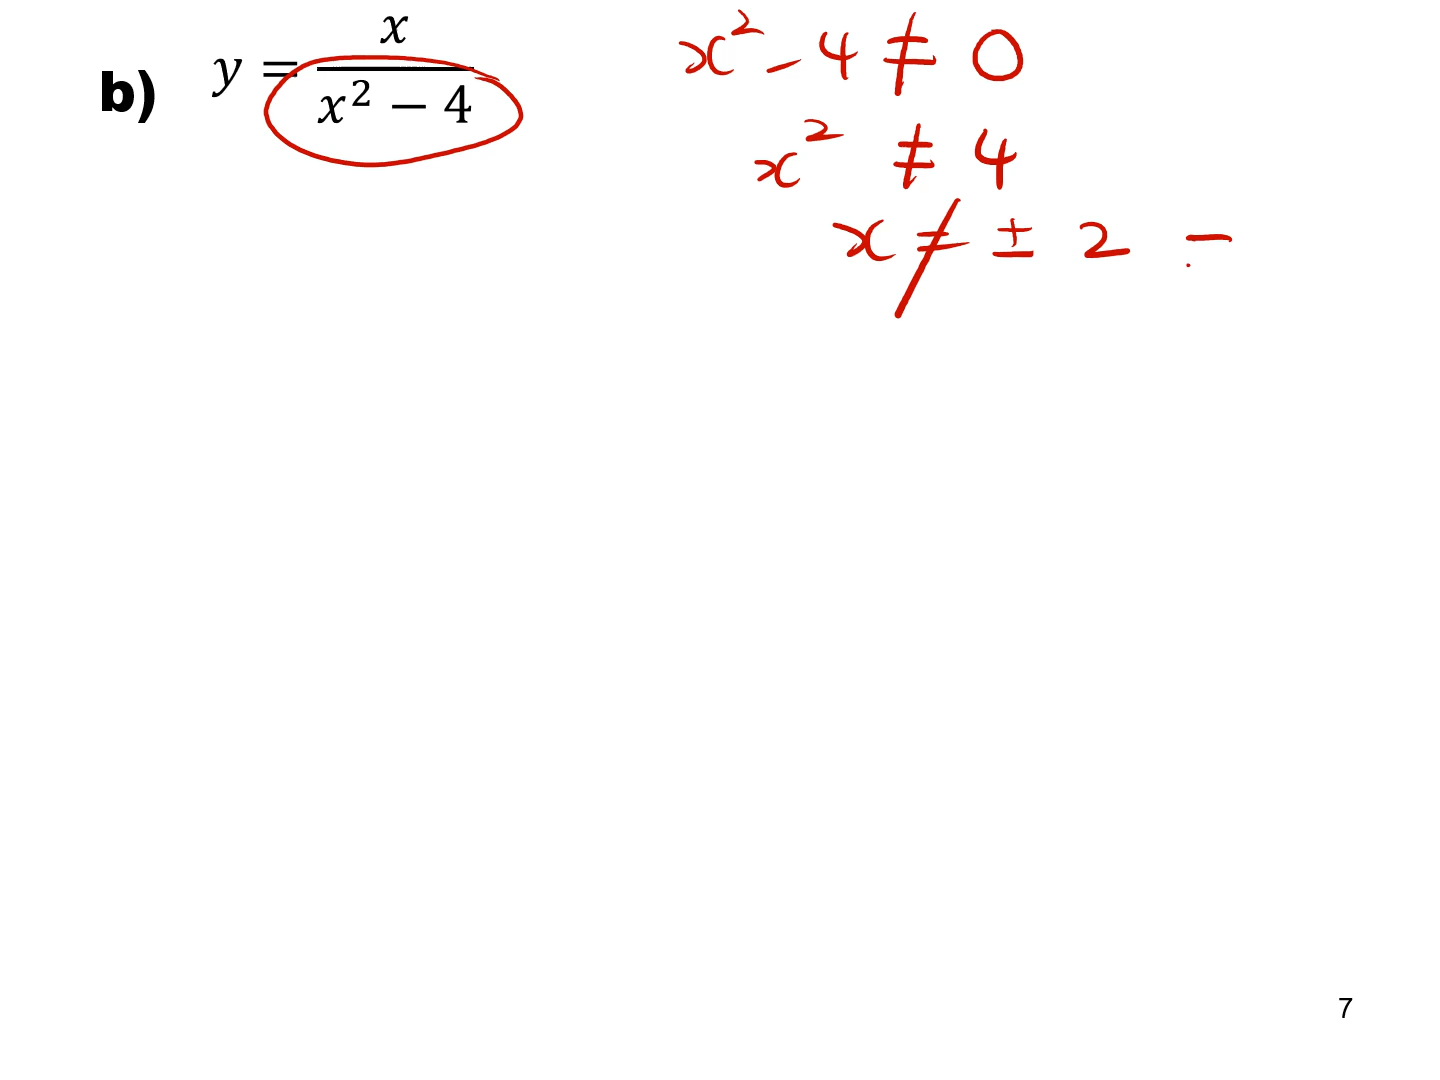 b) y = x / (x² − 4)
x² - 4 ≠ 0
x² ≠ 4
x ≠ ± 2 -
7